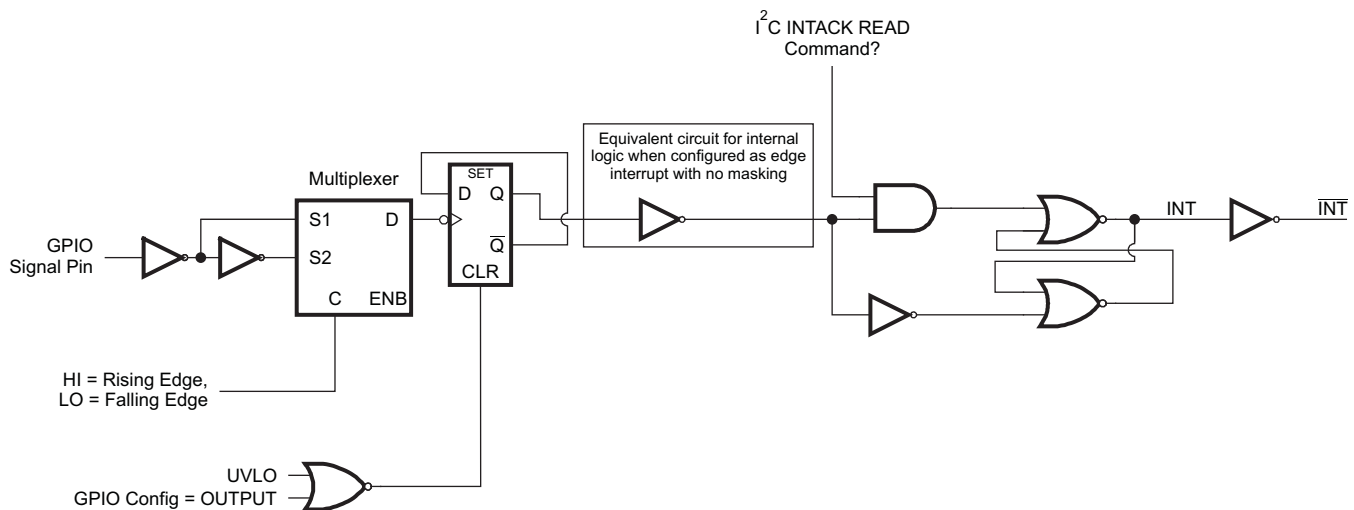 I²C INTACK READ
Command?
Equivalent circuit for internal
logic when configured as edge
interrupt with no masking
Multiplexer
SET
D Q
Q̅
CLR
S1 D
S2
C ENB
GPIO
Signal Pin
INT
I̅N̅T̅
HI = Rising Edge,
LO = Falling Edge
UVLO
GPIO Config = OUTPUT